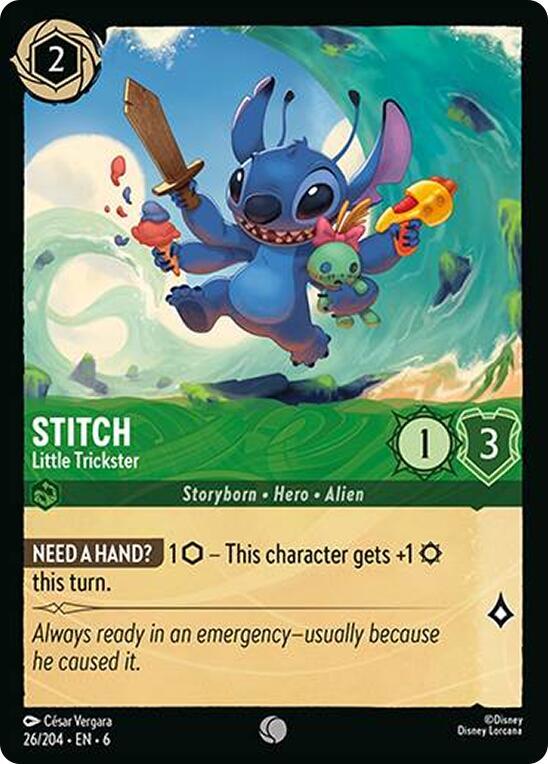 2
STITCH
Little Trickster
1
3
Storyborn • Hero • Alien
NEED A HAND? 1 ⬡ – This character gets +1 ¤
this turn.
Always ready in an emergency–usually because
he caused it.
César Vergara
26/204 • EN • 6
©Disney
Disney Lorcana